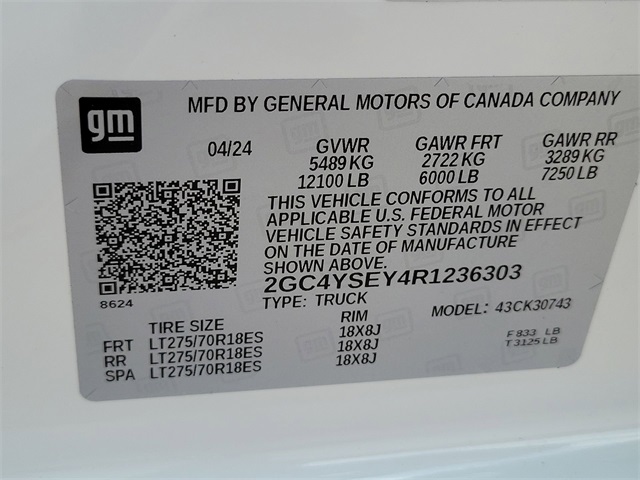 gm
MFD BY GENERAL MOTORS OF CANADA COMPANY
04/24 GVWR GAWR FRT GAWR RR
5489 KG 2722 KG 3289 KG
12100 LB 6000 LB 7250 LB
THIS VEHICLE CONFORMS TO ALL
APPLICABLE U.S. FEDERAL MOTOR
VEHICLE SAFETY STANDARDS IN EFFECT
ON THE DATE OF MANUFACTURE
SHOWN ABOVE.
2GC4YSEY4R1236303
8624
TYPE: TRUCK MODEL: 43CK30743
TIRE SIZE RIM
FRT LT275/70R18ES 18X8J
RR LT275/70R18ES 18X8J
SPA LT275/70R18ES 18X8J
F 833 LB
T 3125 LB